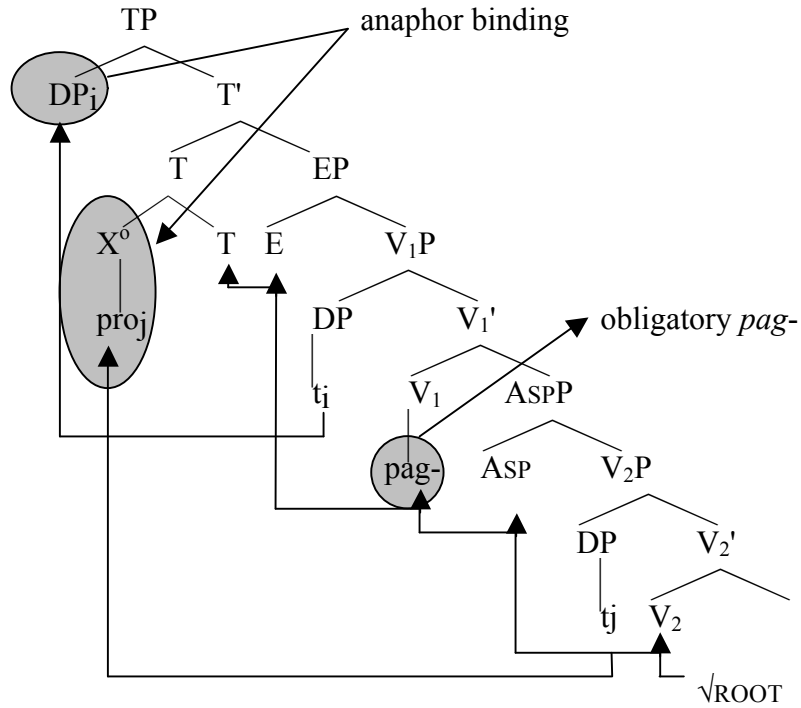 TP anaphor binding
DPi T'
T EP
Xº T E V₁P
proj DP V₁' obligatory pag-
ti V₁ ASPP
pag- ASP V₂P
DP V₂'
tj V₂
√ROOT